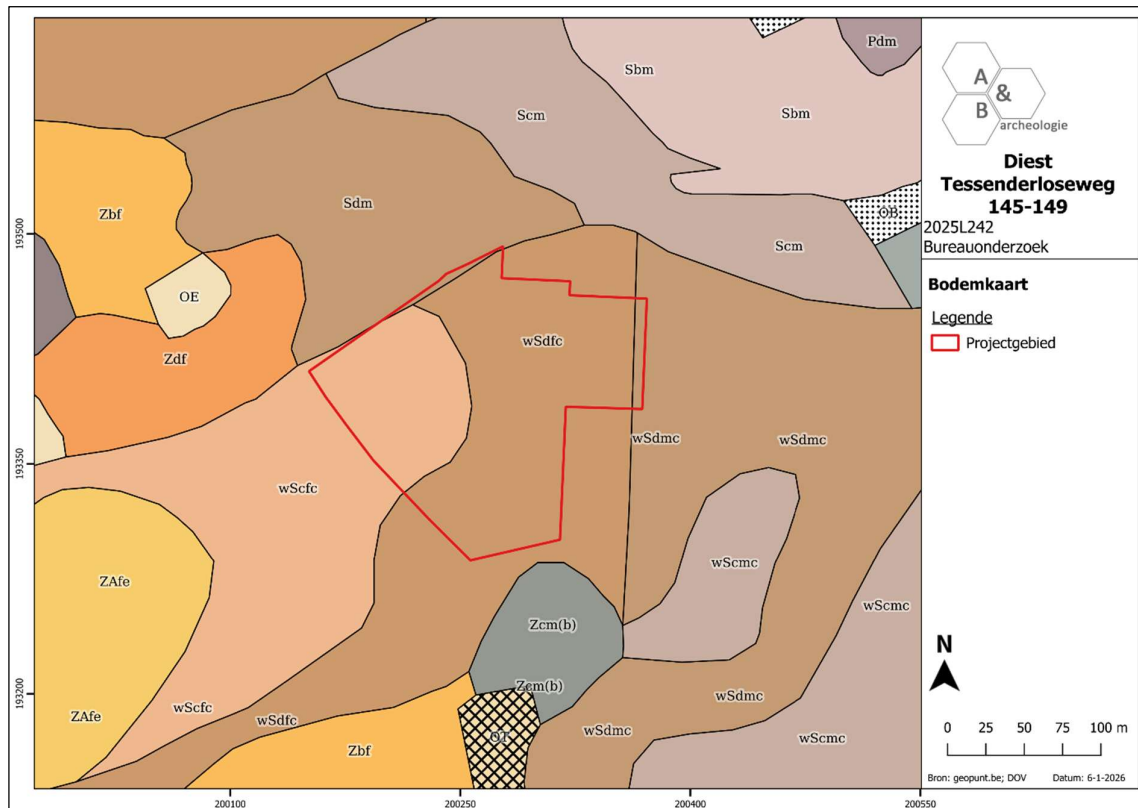 Pdm
Sbm
Sbm
Scm
Zbf
Sdm
OB
Scm
OE
Zdf
wSdfc
wSdmc
wSdmc
wScfc
wScmc
ZAfe
wScmc
Zcm(b)
Zcm(b)
wSdmc
wScfc
ZAfe
wSdfc
wSdmc
OT
Zbf
wScmc
193500
193350
193200
200100
200250
200400
200550
A
&
B
archeologie
Diest
Tessenderloseweg
145-149
2025L242
Bureauonderzoek
Bodemkaart
Legende
Projectgebied
N
0 25 50 75 100 m
Bron: geopunt.be; DOV Datum: 6-1-2026